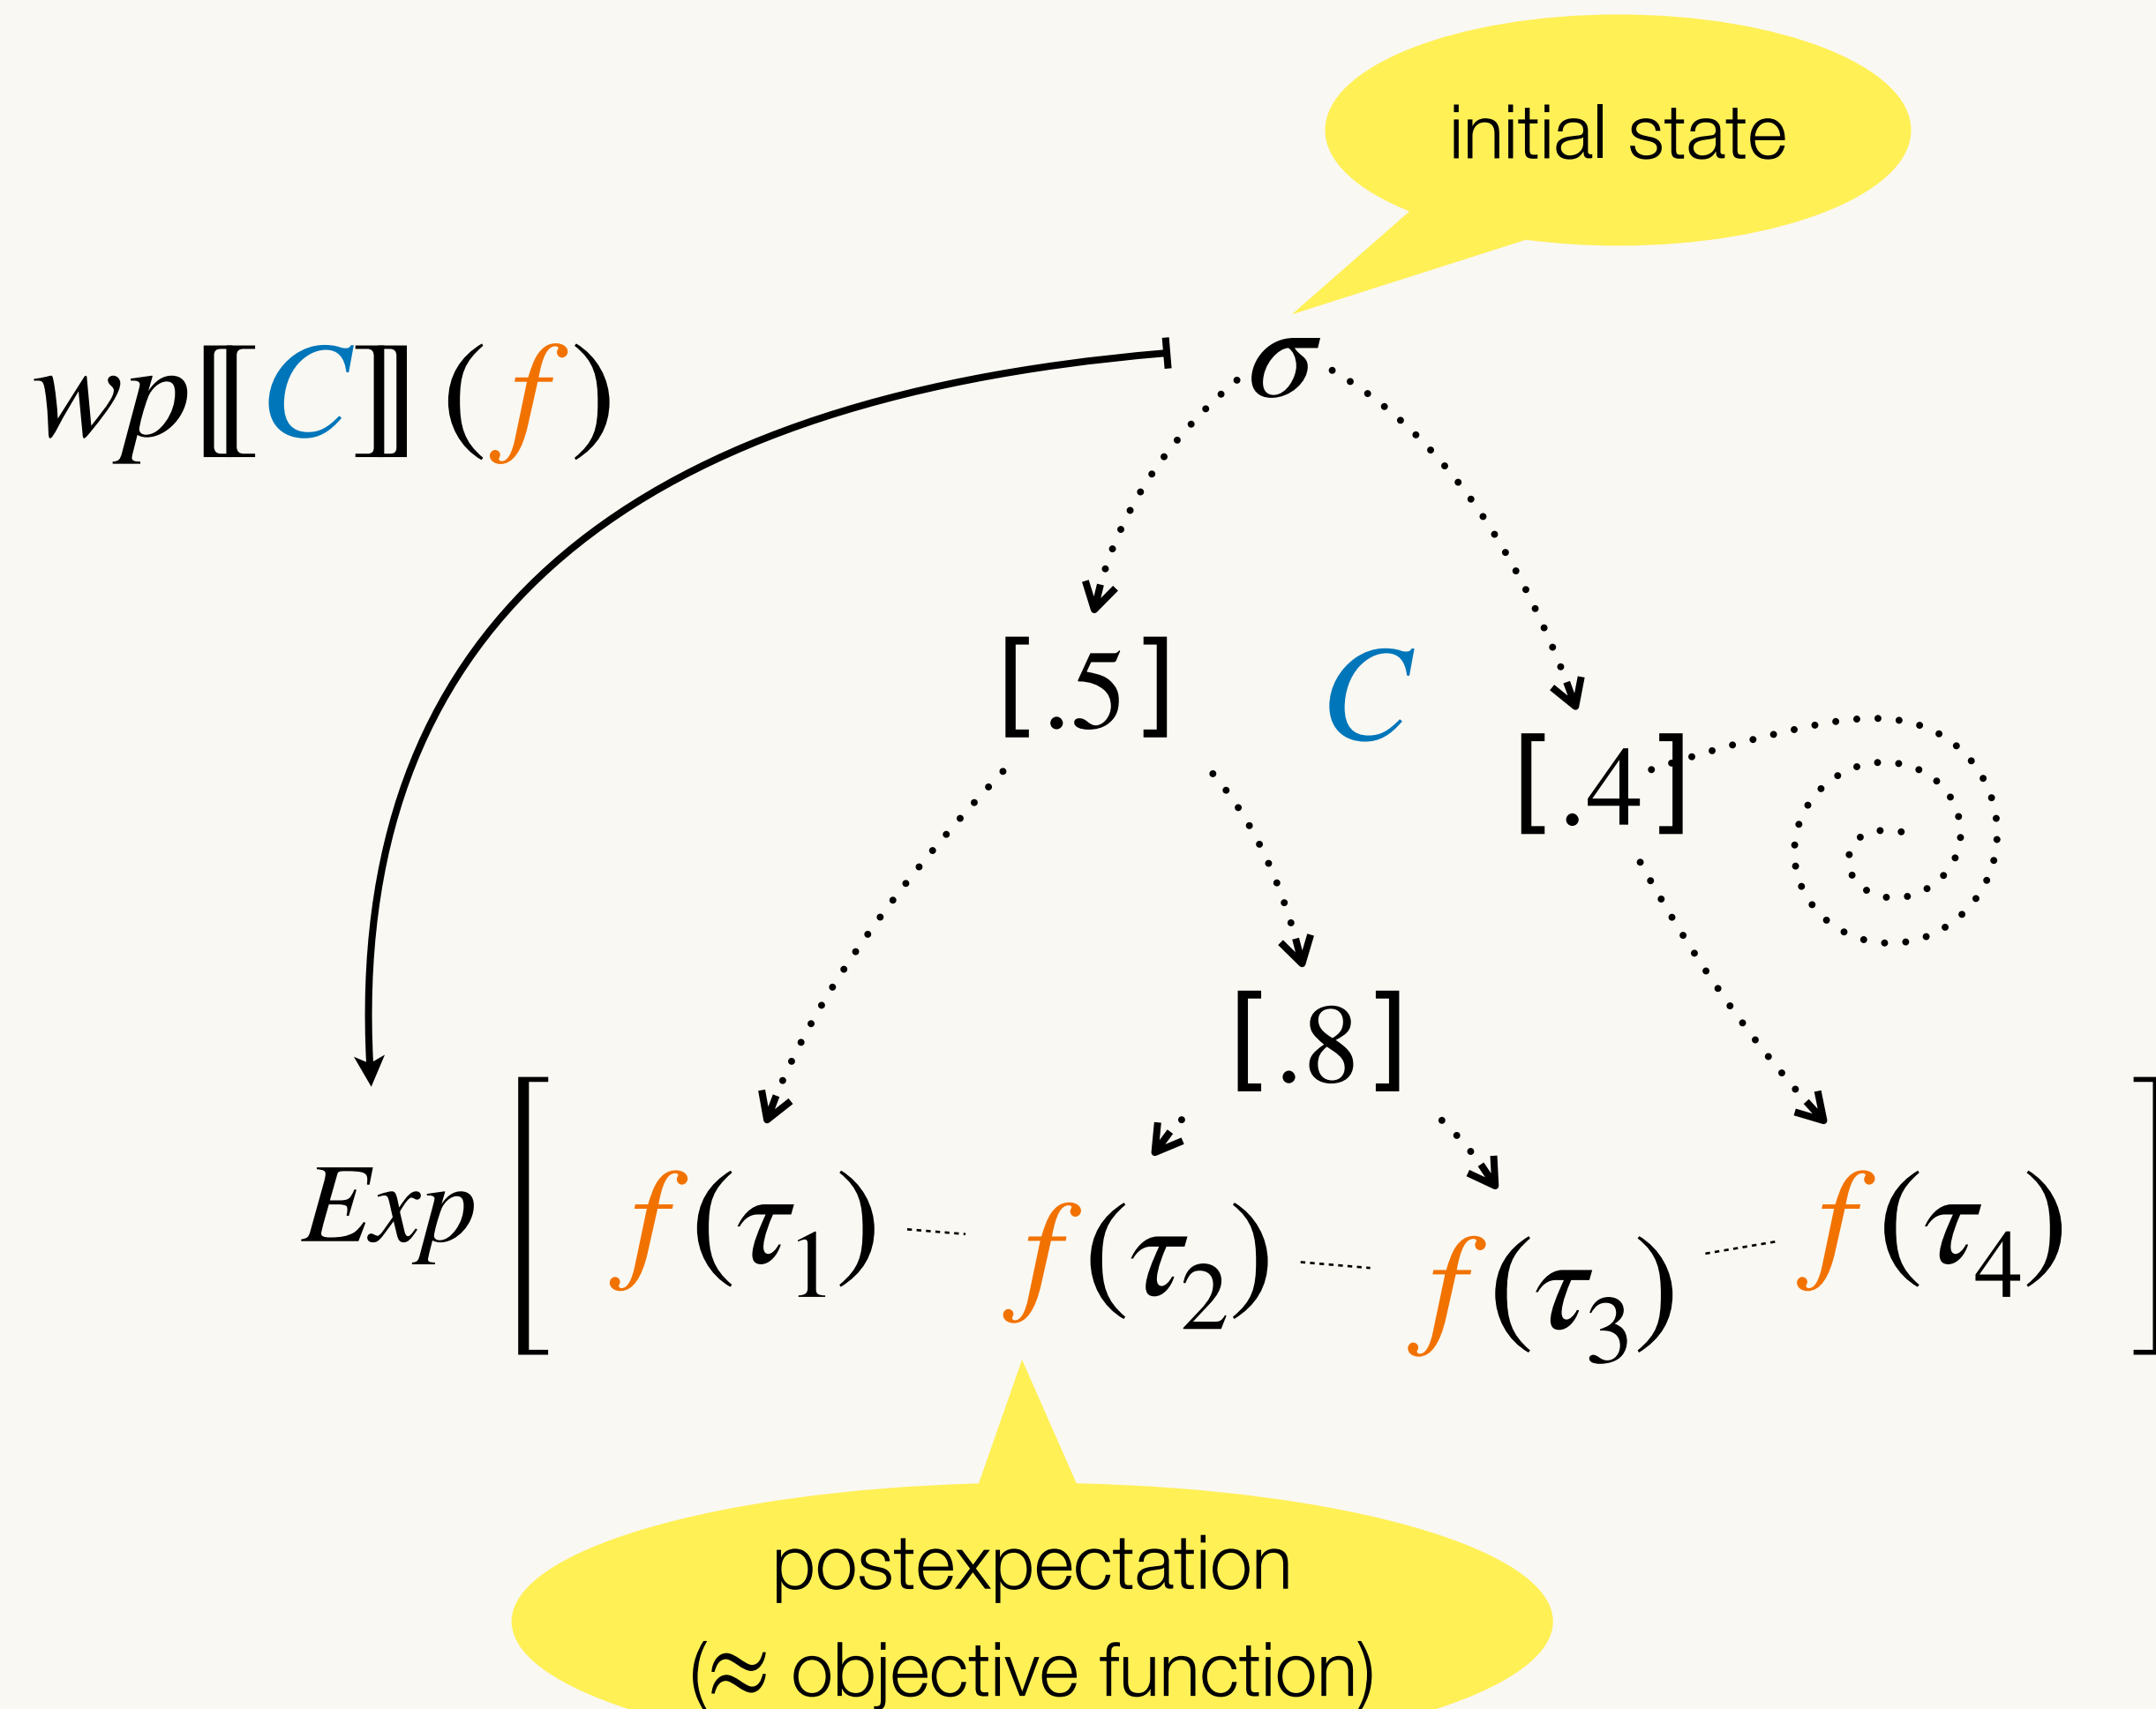 initial state
wp⟦C⟧(f)
σ
[.5]
C
[.4]
[.8]
Exp[f(τ₁) f(τ₂) f(τ₃) f(τ₄)]
postexpectation
(≈ objective function)